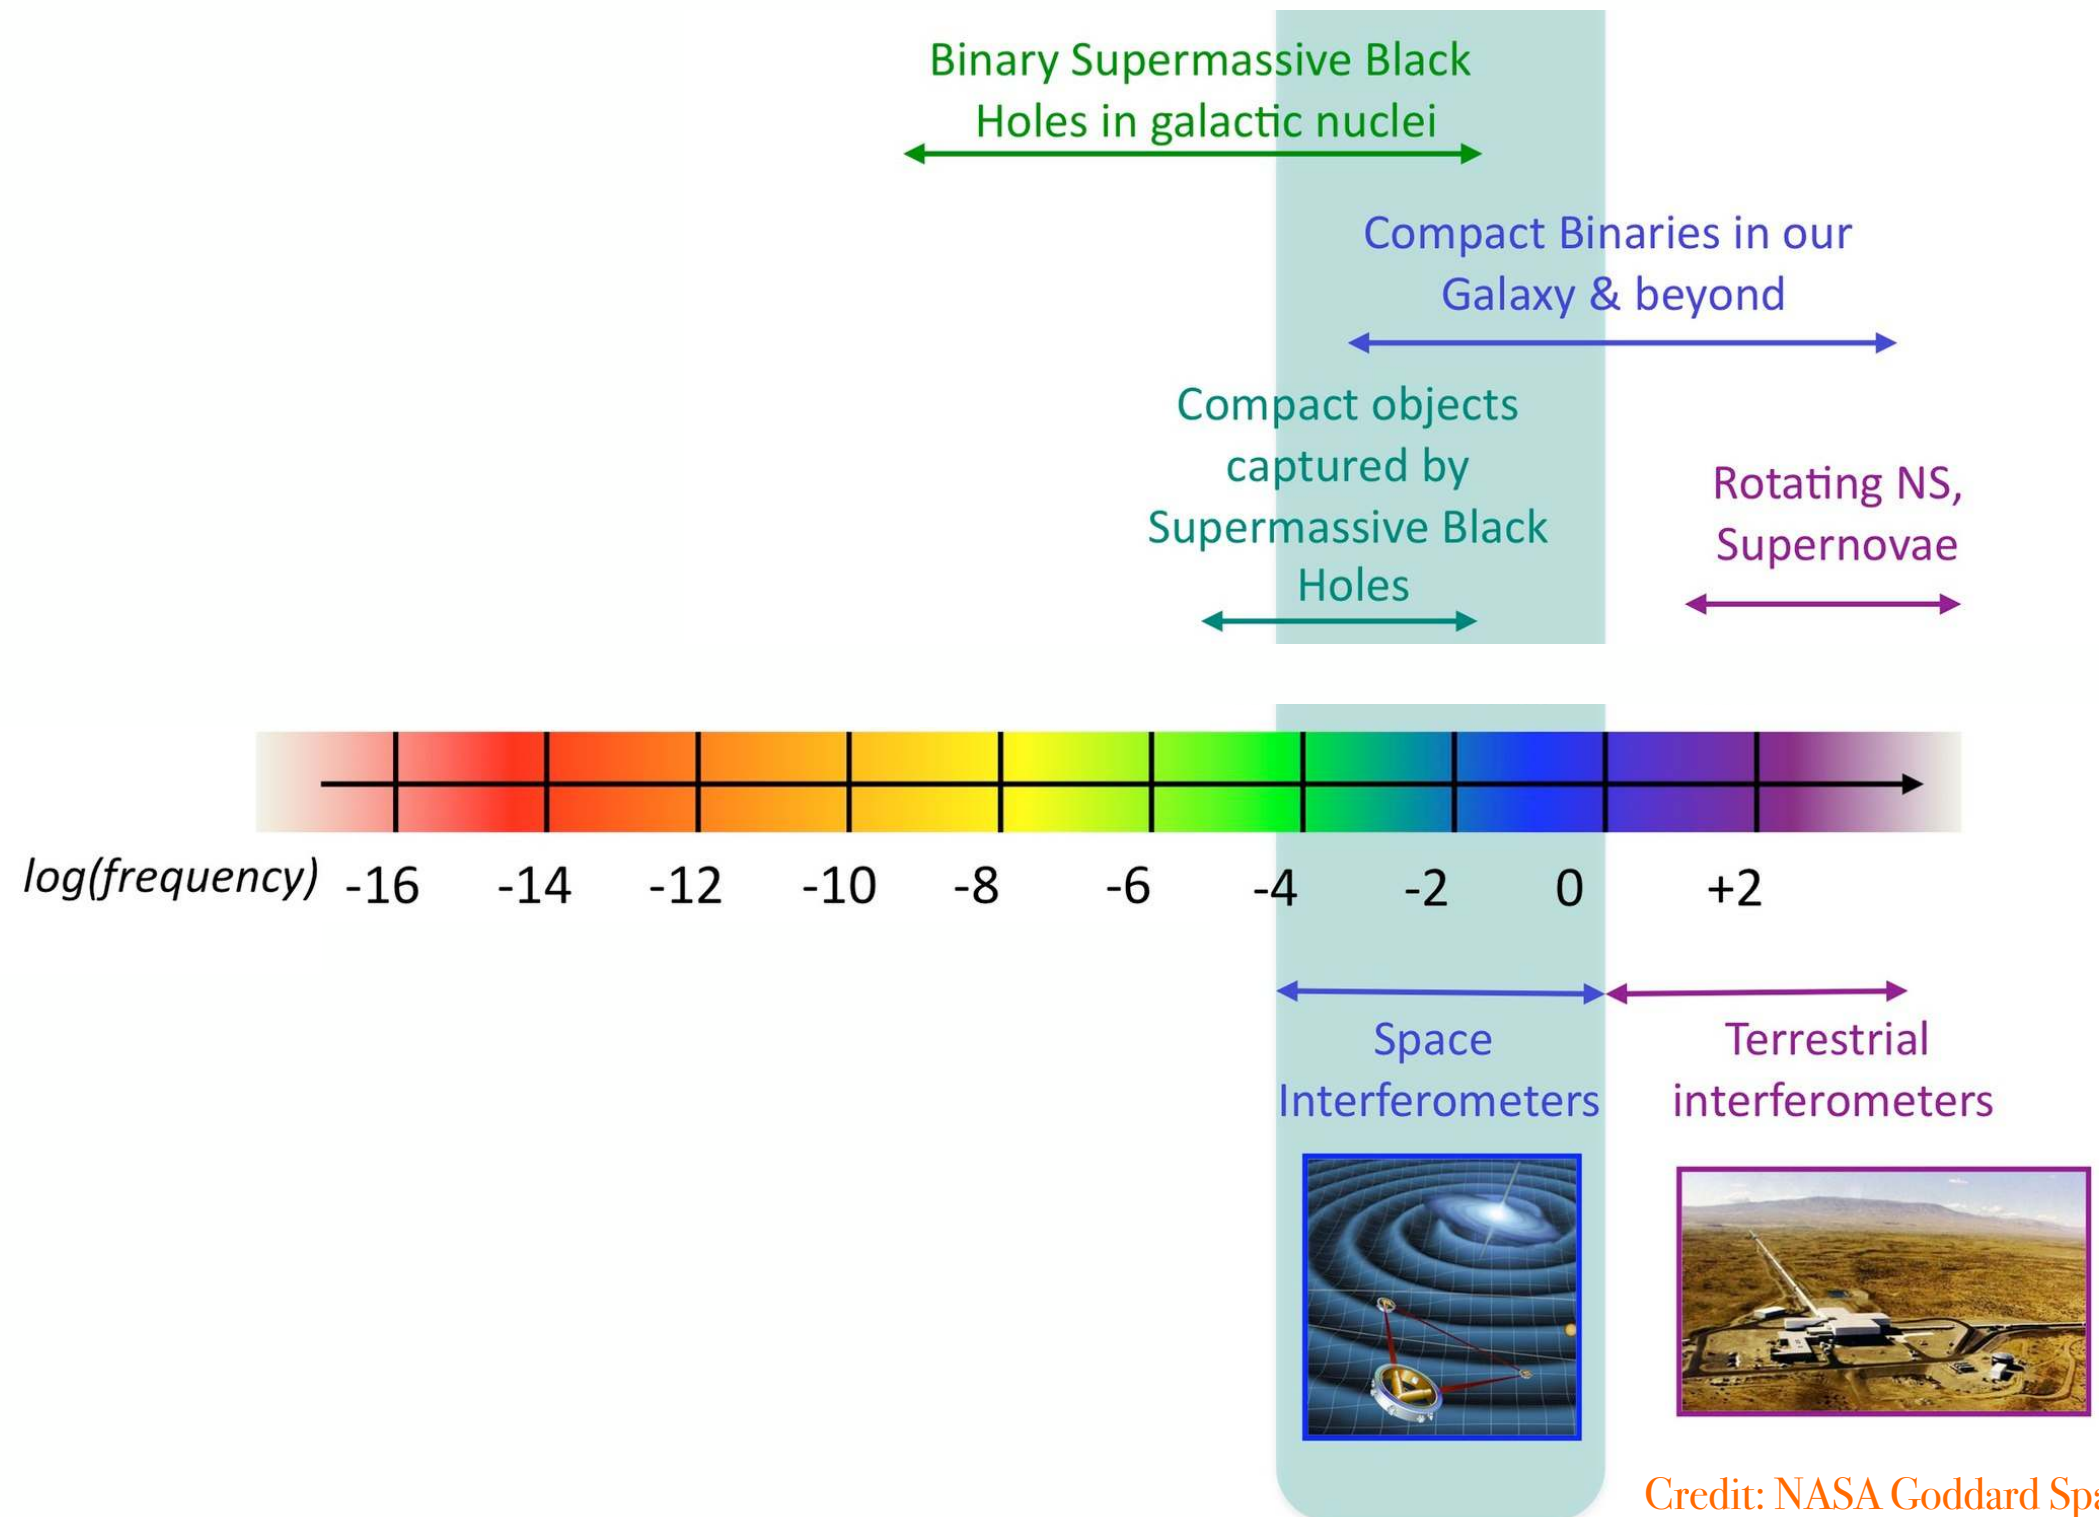 Binary Supermassive Black
Holes in galactic nuclei
Compact Binaries in our
Galaxy & beyond
Compact objects
captured by
Supermassive Black
Holes
Rotating NS,
Supernovae
log(frequency) -16 -14 -12 -10 -8 -6 -4 -2 0 +2
Space
Interferometers
Terrestrial
interferometers
Credit: NASA Goddard